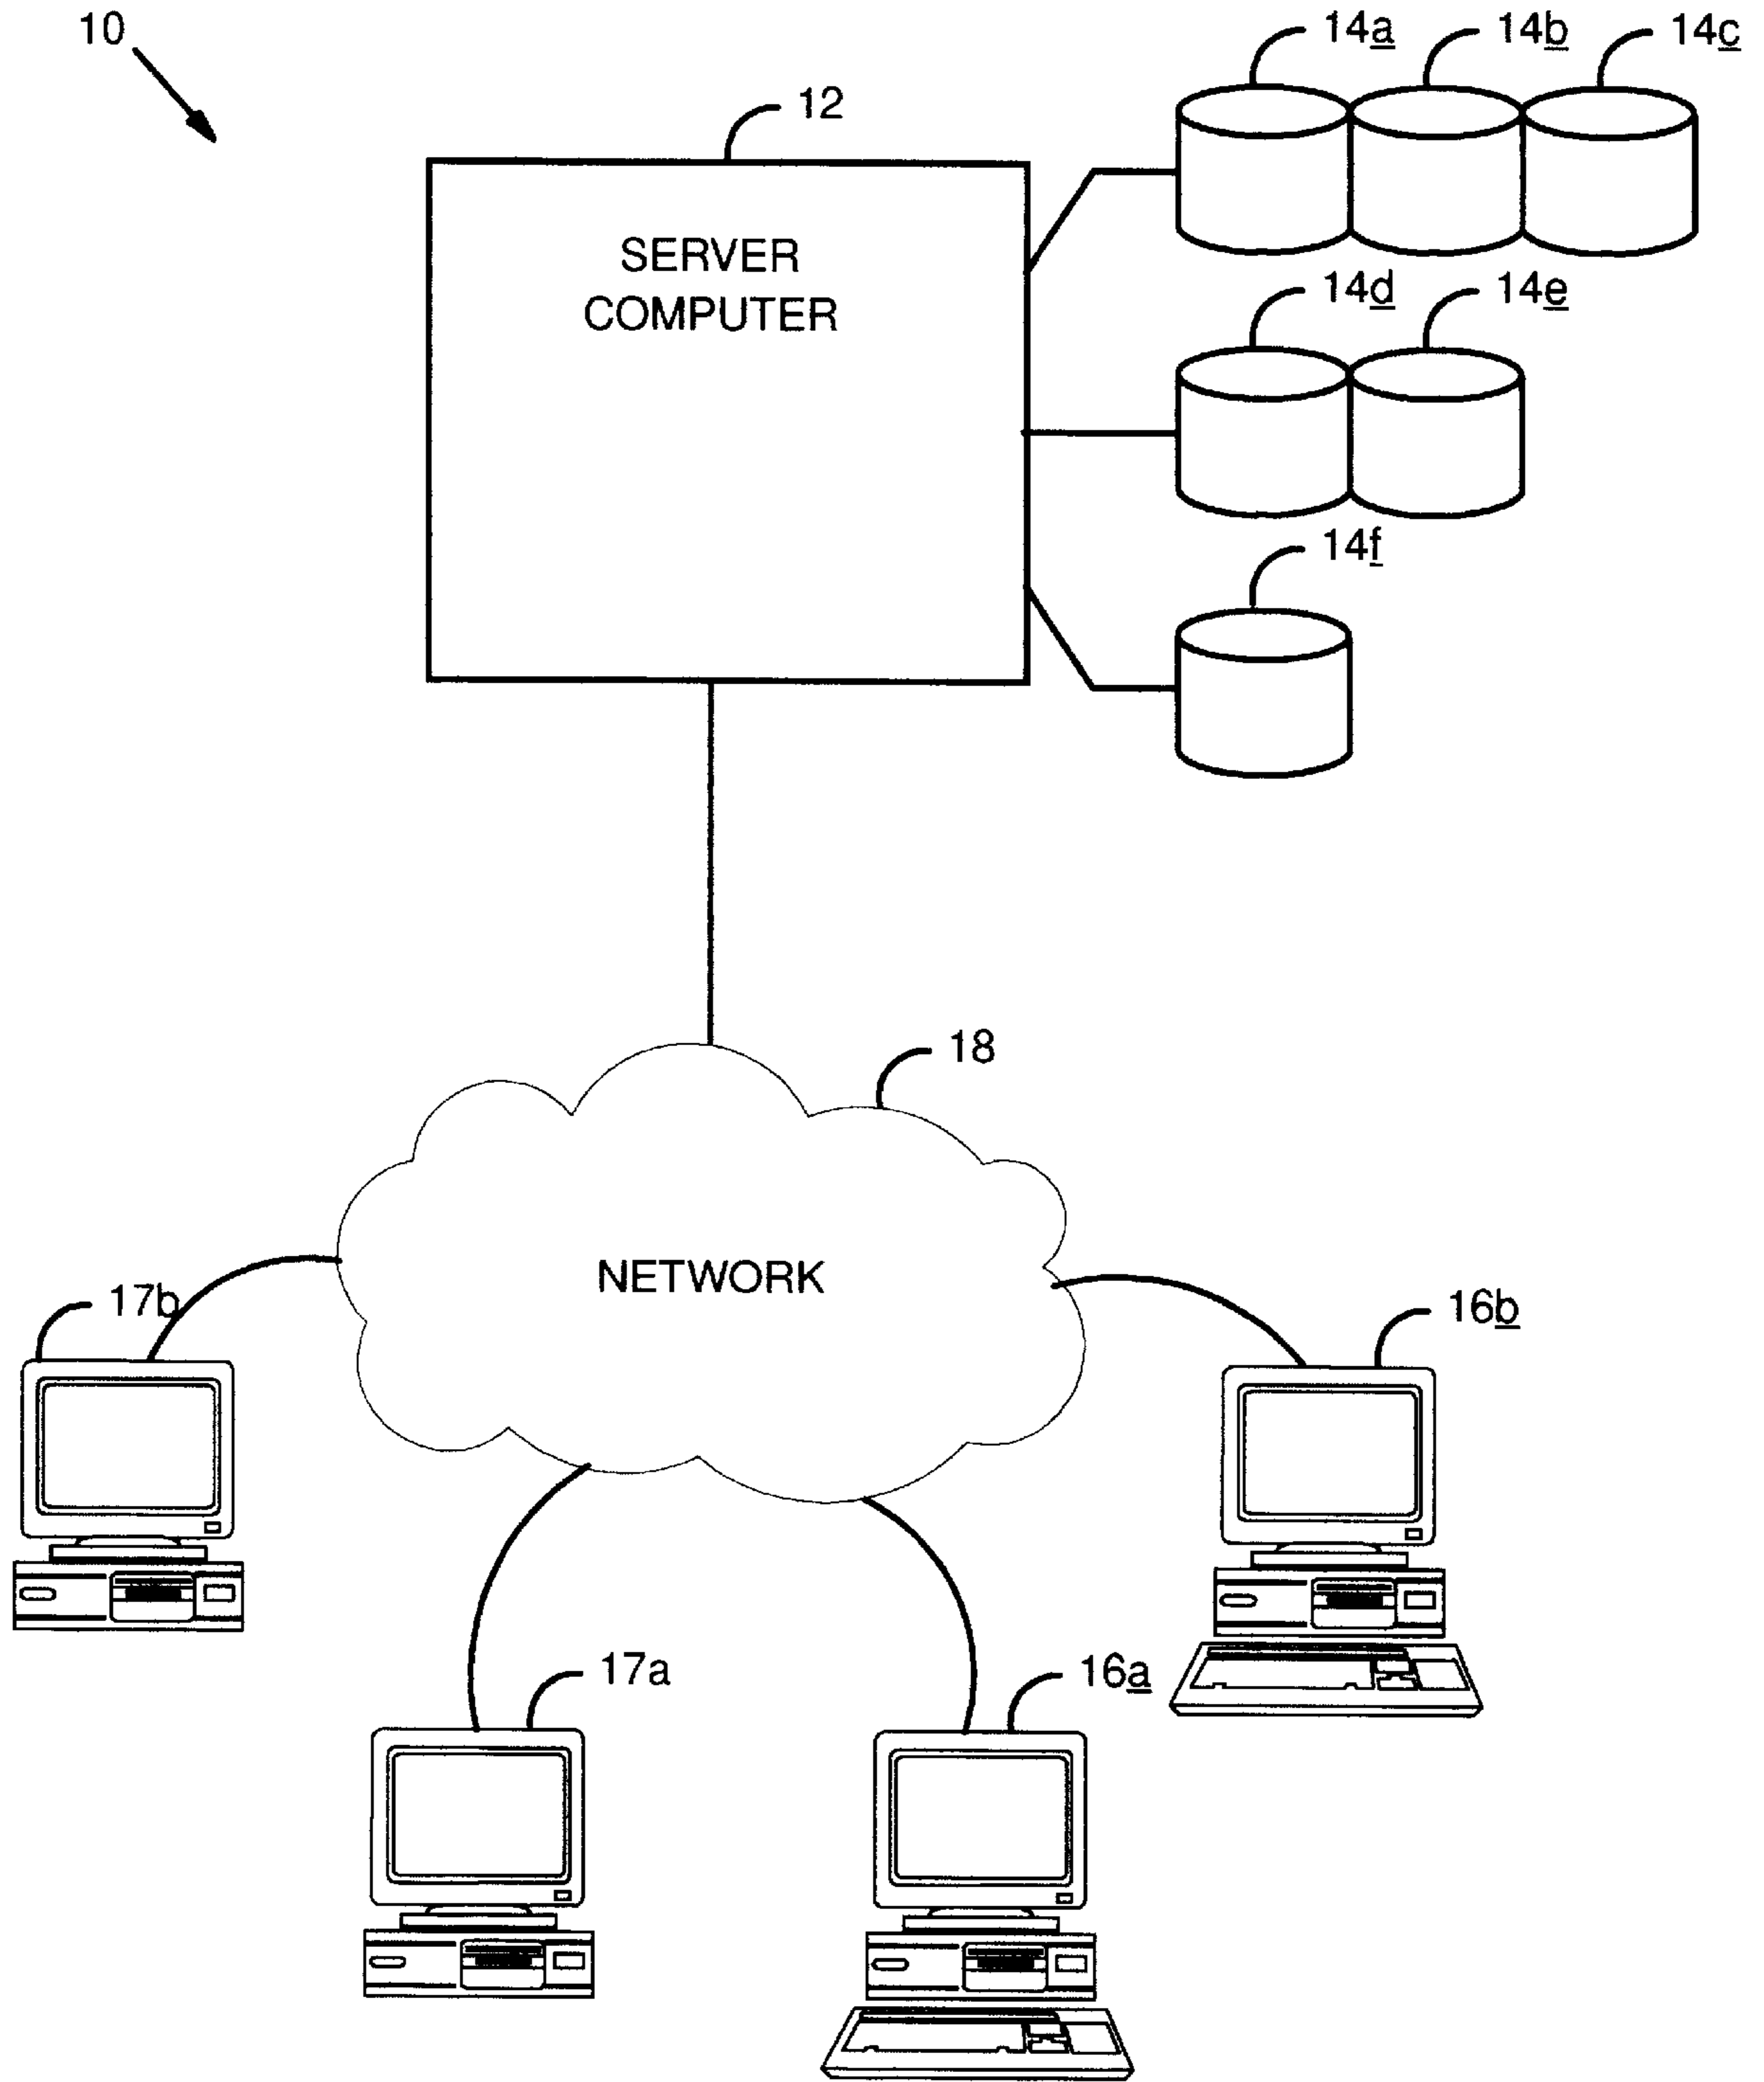 10
14a
14b
14c
12
SERVER
COMPUTER
14d
14e
14f
18
NETWORK
17b
16b
17a
16a